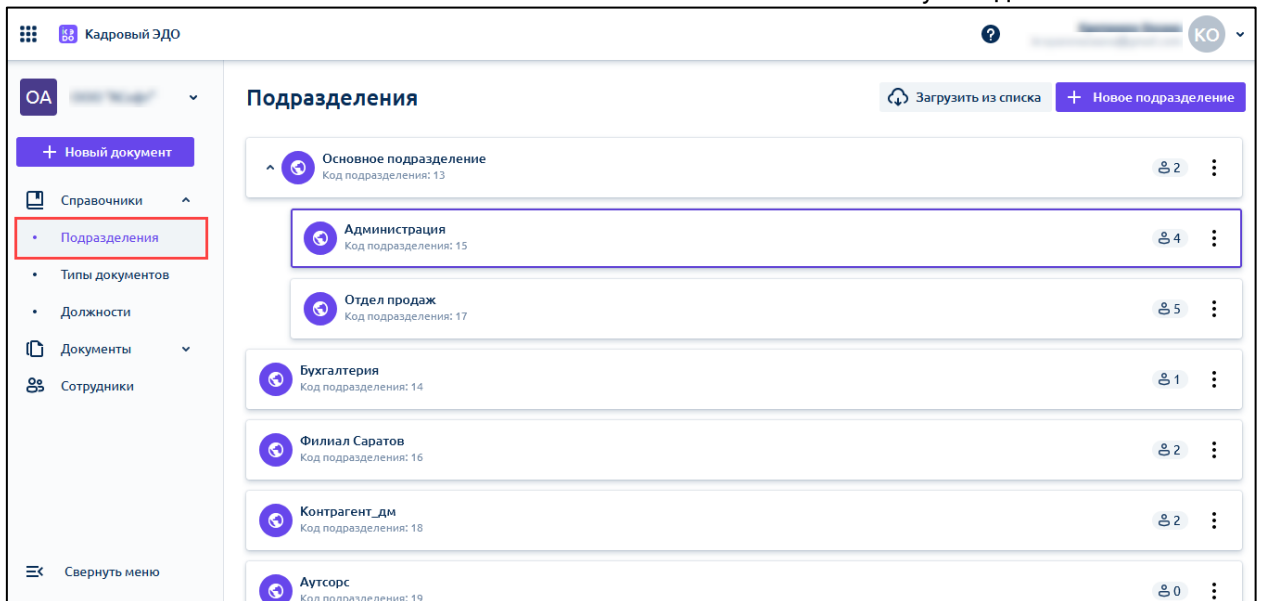 Кадровый ЭДО
КО
ОА
Подразделения
Загрузить из списка
+ Новое подразделение
+ Новый документ
Справочники
Подразделения
Типы документов
Должности
Документы
Сотрудники
Свернуть меню
Основное подразделение
Код подразделения: 13
2
Администрация
Код подразделения: 15
4
Отдел продаж
Код подразделения: 17
5
Бухгалтерия
Код подразделения: 14
1
Филиал Саратов
Код подразделения: 16
2
Контрагент_дм
Код подразделения: 18
2
Аутсорс
Код подразделения: 19
0